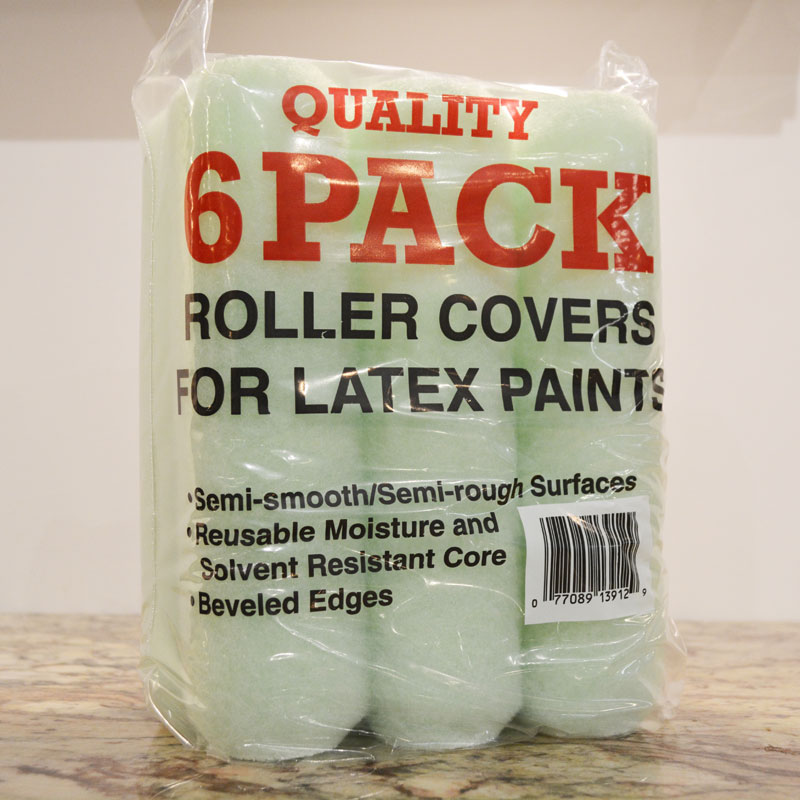 QUALITY
6 PACK
ROLLER COVERS
FOR LATEX PAINTS
•Semi-smooth/Semi-rough Surfaces
•Reusable Moisture and
Solvent Resistant Core
•Beveled Edges
0 77089 13912 9